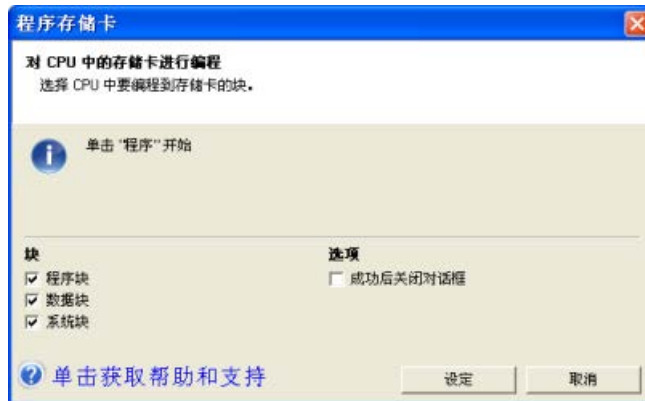 程序存储卡
对 CPU 中的存储卡进行编程
选择 CPU 中要编程到存储卡的块。
单击 "程序" 开始
块
选项
程序块
成功后关闭对话框
数据块
系统块
单击获取帮助和支持
设定
取消